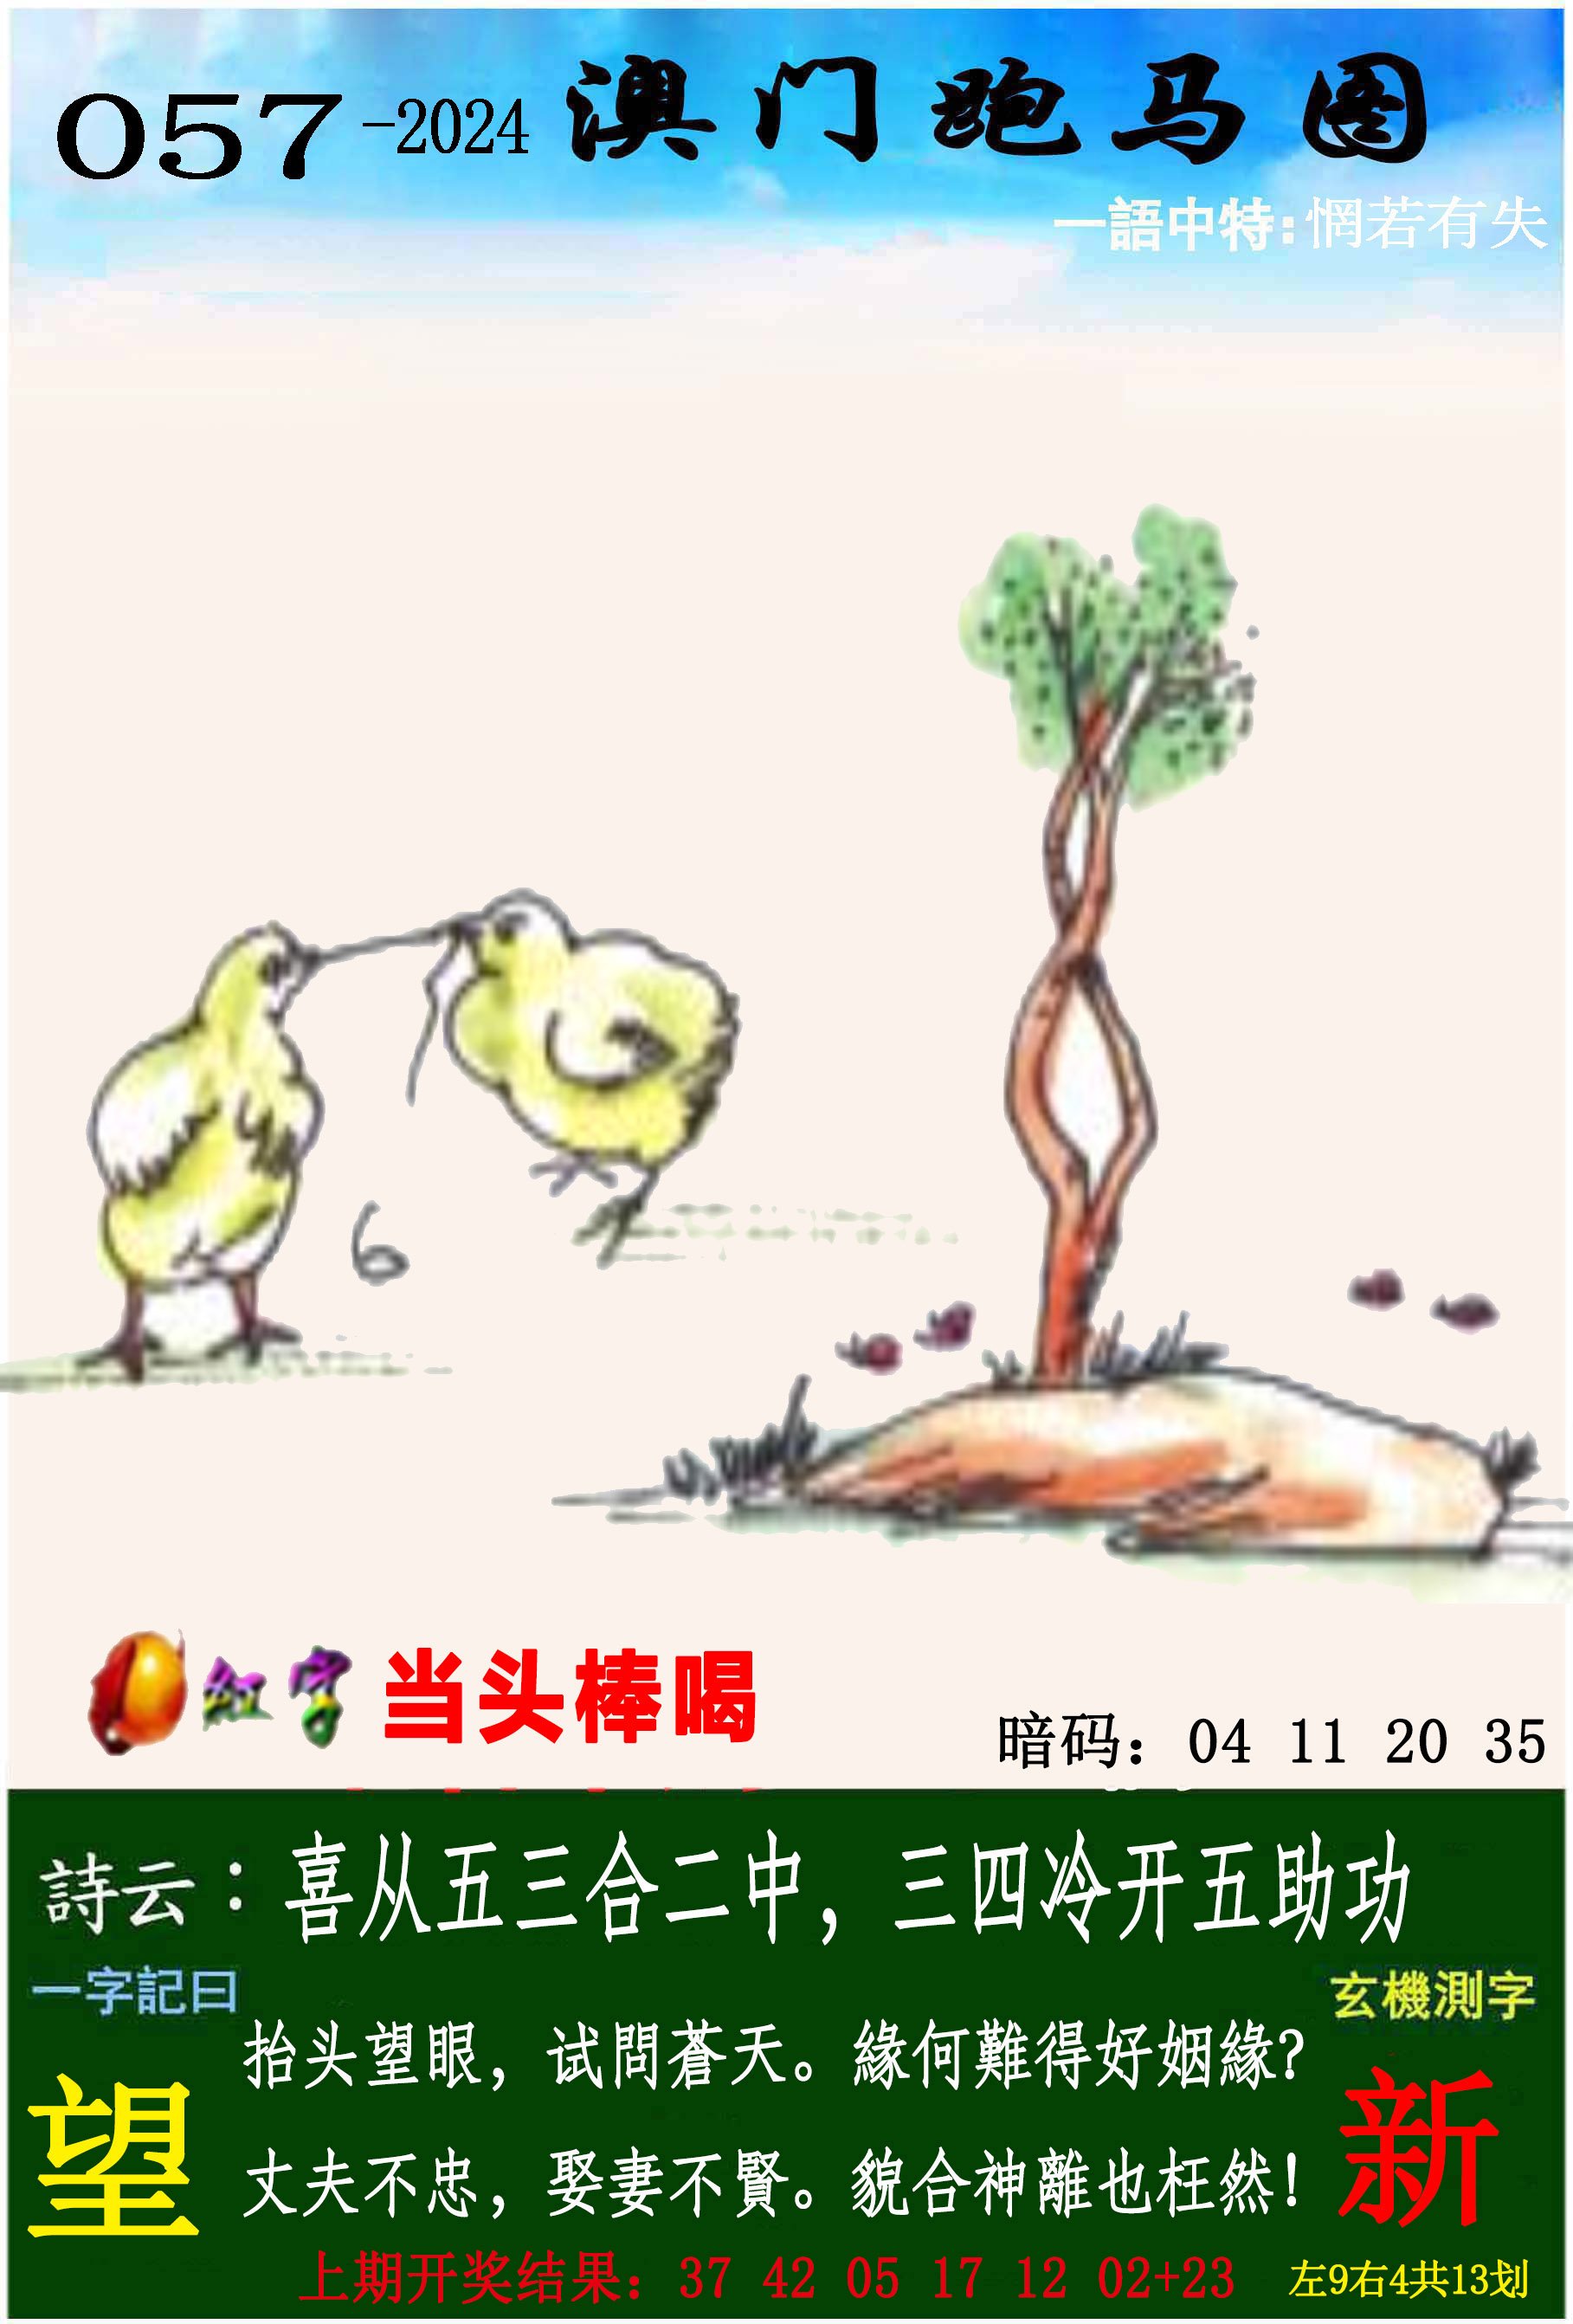 057-2024 澳门跑马图
一語中特:惘若有失
6
红字 当头棒喝
暗码：04 11 20 35
詩云：喜从五三合二中，三四冷开五助功
一字記曰
玄機測字
抬头望眼，试問蒼天。緣何難得好姻緣?
望
新
丈夫不忠，娶妻不賢。貌合神離也枉然!
上期开奖结果：37 42 05 17 12 02+23
左9右4共13划